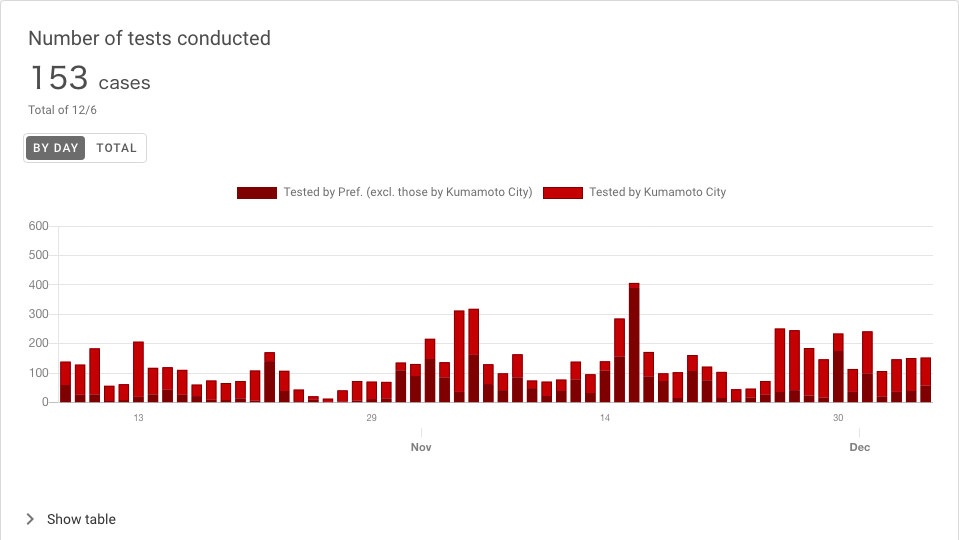 Number of tests conducted
153 cases
Total of 12/6
BY DAY TOTAL
Tested by Pref. (excl. those by Kumamoto City) Tested by Kumamoto City
600
500
400
300
200
100
0
13 29 14 30
Nov Dec
Show table